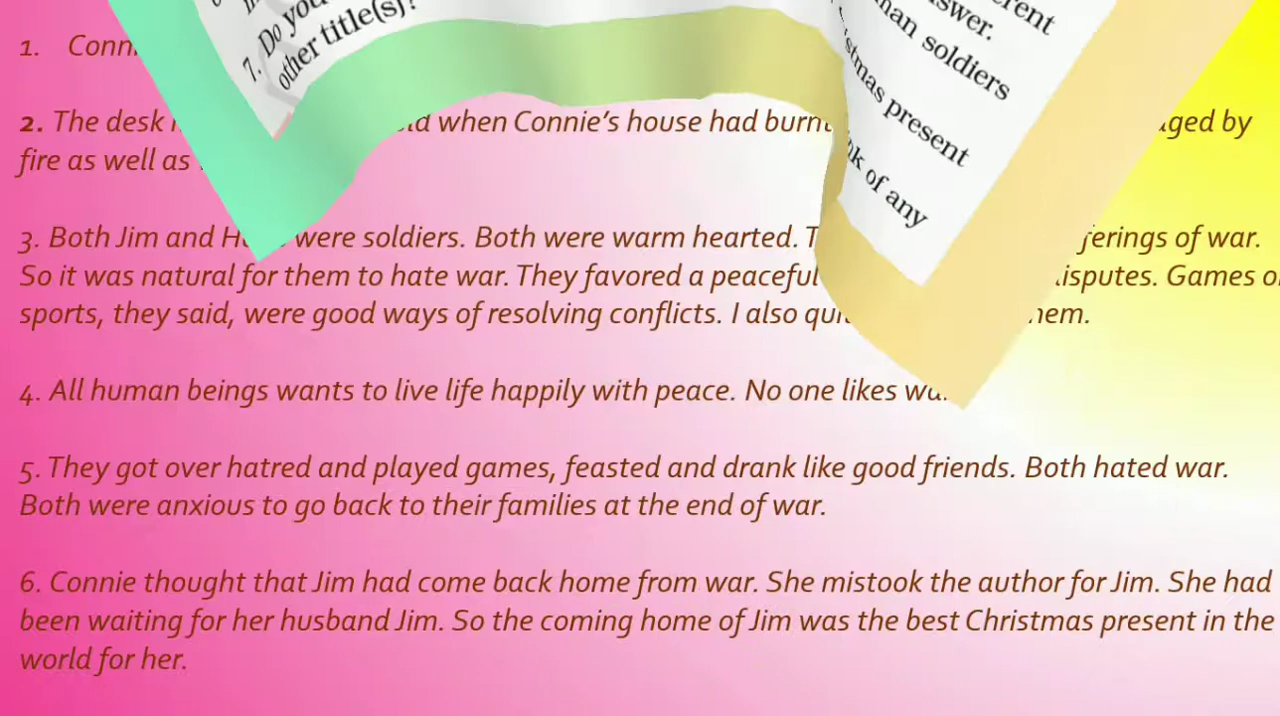 7. Do you
other title(s)?
swer.
man soldiers
stmas present
of any
1. Conn
2. The desk when Connie's house had burnt aged by
fire as well as
3. Both Jim and H were soldiers. Both were warm hearted. T ferings of war.
So it was natural for them to hate war. They favored a peaceful disputes. Games or
sports, they said, were good ways of resolving conflicts. I also qui hem.
4. All human beings wants to live life happily with peace. No one likes wa
5. They got over hatred and played games, feasted and drank like good friends. Both hated war.
Both were anxious to go back to their families at the end of war.
6. Connie thought that Jim had come back home from war. She mistook the author for Jim. She had
been waiting for her husband Jim. So the coming home of Jim was the best Christmas present in the
world for her.